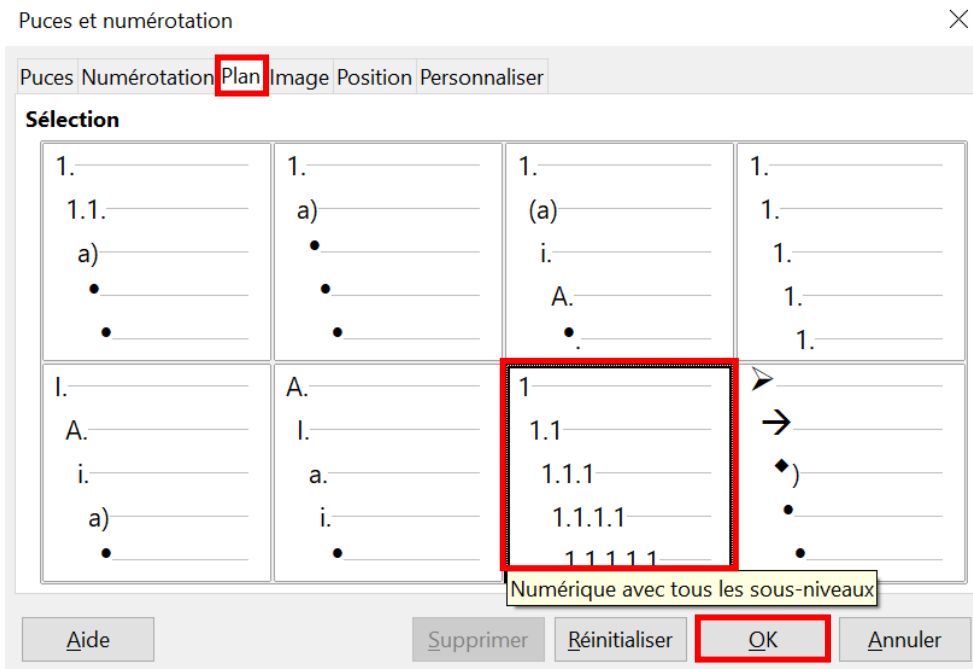 Puces et numérotation
Puces Numérotation Plan Image Position Personnaliser
Sélection
1.
1.1.
a)
•
•
1.
a)
•
•
•
1.
(a)
i.
A.
•.
1.
1.
1.
1.
1.
I.
A.
i.
a)
•
A.
I.
a.
i.
•
1
1.1
1.1.1
1.1.1.1
1.1.1.1.1
➢
→
◆)
•
•
Numérique avec tous les sous-niveaux
Aide Supprimer Réinitialiser OK Annuler